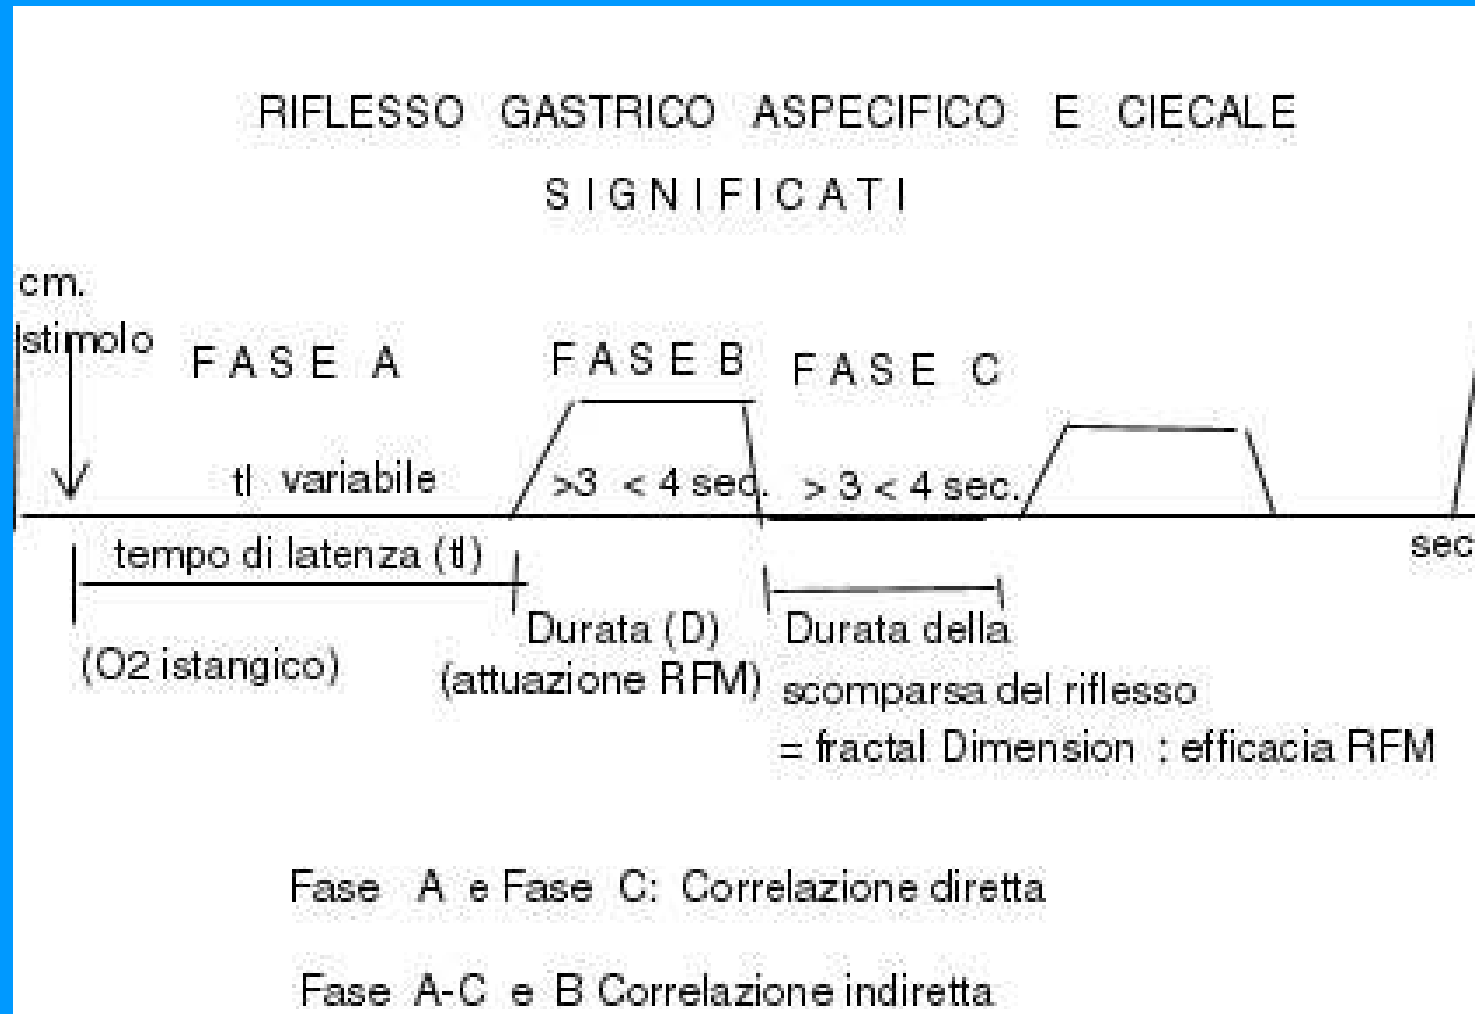 RIFLESSO GASTRICO ASPECIFICO E CIECALE
SIGNIFICATI
cm.
stimolo
FASE A
FASE B
FASE C
tl variabile
>3 < 4 sec.
> 3 < 4 sec.
sec
tempo di latenza (tl)
(O2 istangico)
Durata (D)
(attuazione RFM)
Durata della
scomparsa del riflesso
= fractal Dimension : efficacia RFM
Fase A e Fase C: Correlazione diretta
Fase A-C e B Correlazione indiretta